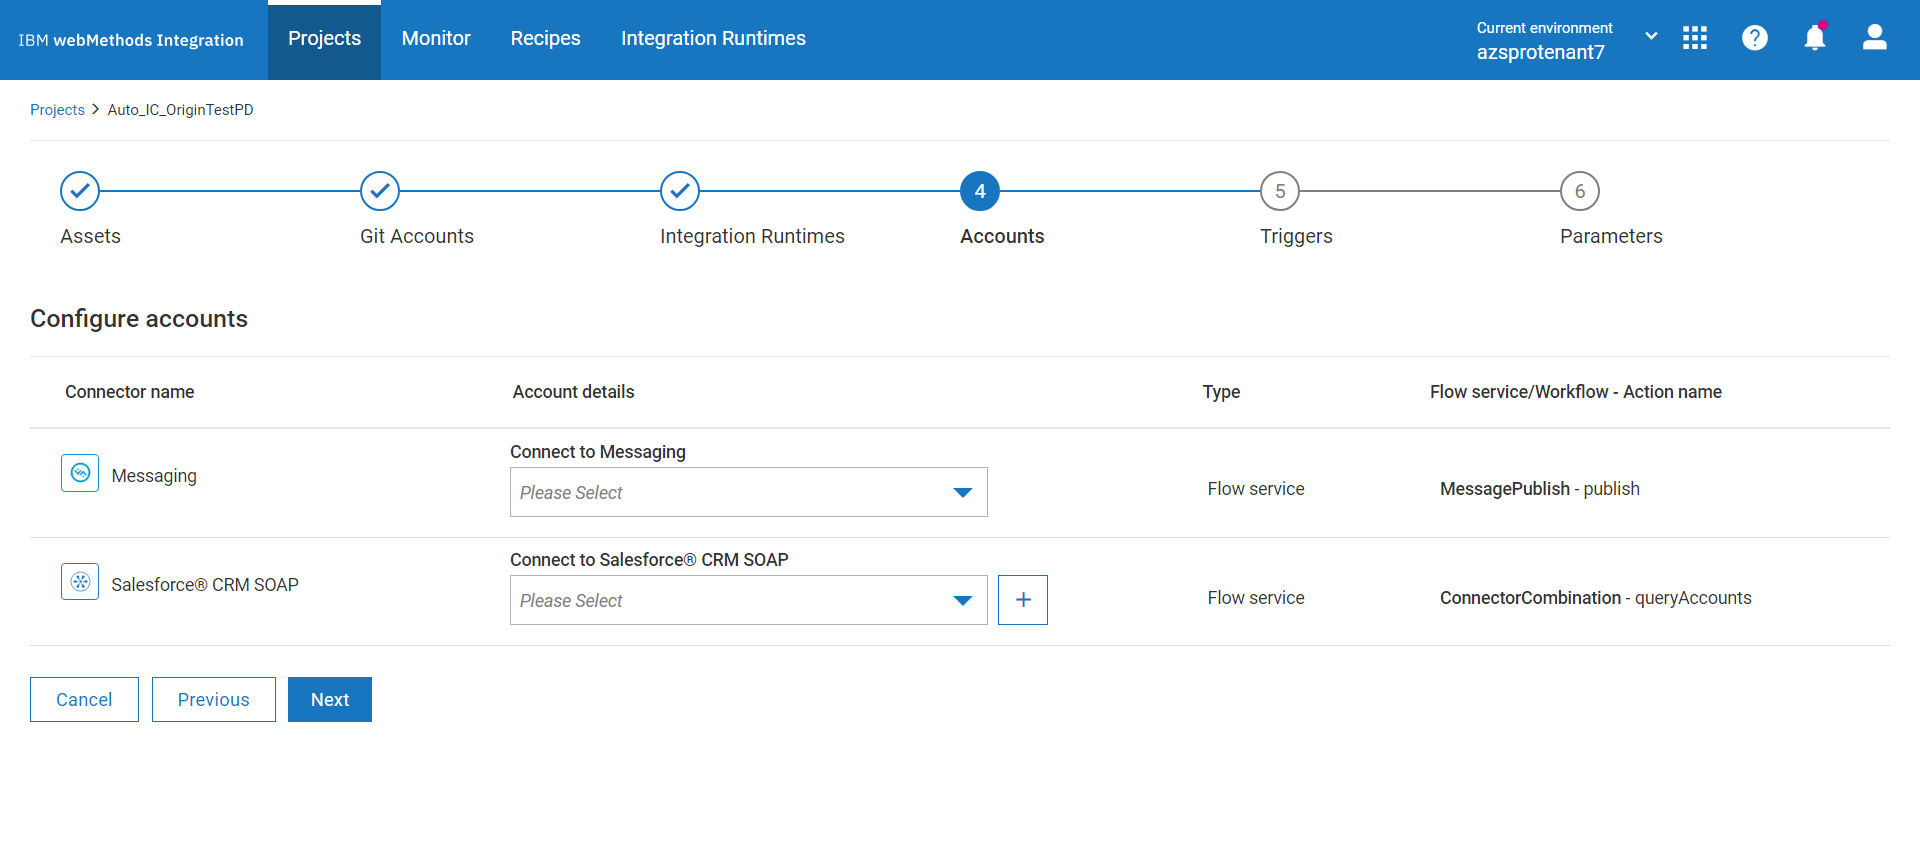 IBM webMethods Integration
Projects
Monitor
Recipes
Integration Runtimes
Current environment
azsprotenant7
?
Projects > Auto_IC_OriginTestPD
4
5
6
Assets
Git Accounts
Integration Runtimes
Accounts
Triggers
Parameters
Configure accounts
Connector name
Account details
Type
Flow service/Workflow - Action name
Connect to Messaging
Messaging
Please Select
Flow service
MessagePublish - publish
Connect to Salesforce® CRM SOAP
Salesforce® CRM SOAP
Please Select
+
Flow service
ConnectorCombination - queryAccounts
Cancel
Previous
Next